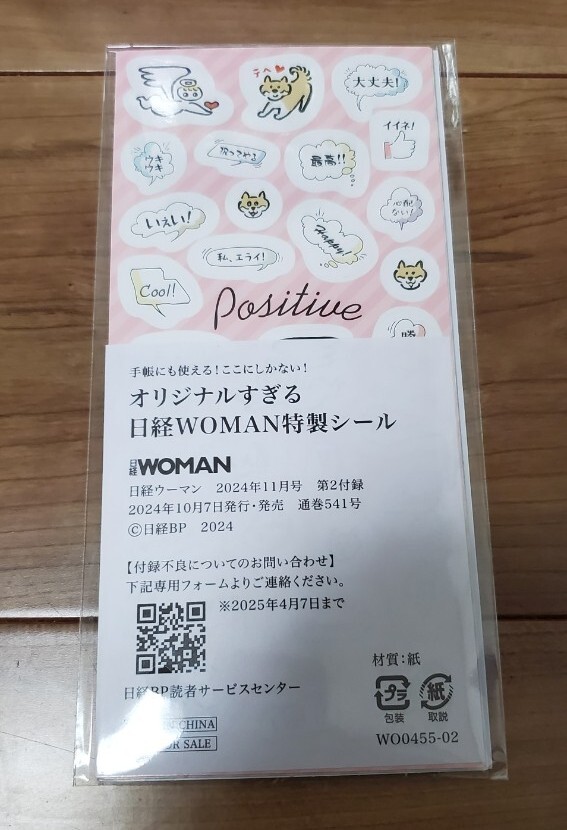 テヘ
大丈夫!
イイネ!
ウキ
ウキ
最高!!
いぇい!
心配
ない!
私、エライ!
Happy!
Cool!
Positive
勝
手帳にも使える!ここにしかない!
オリジナルすぎる
日経WOMAN特製シール
日経WOMAN
日経ウーマン 2024年11月号 第2付録
2024年10月7日発行・発売 通巻541号
Ⓒ日経BP 2024
【付録不良についてのお問い合わせ】
下記専用フォームよりご連絡ください。
※2025年4月7日まで
日経BP読者サービスセンター
材質:紙
プラ
紙
包装
取説
CHINA
SALE
WO0455-02